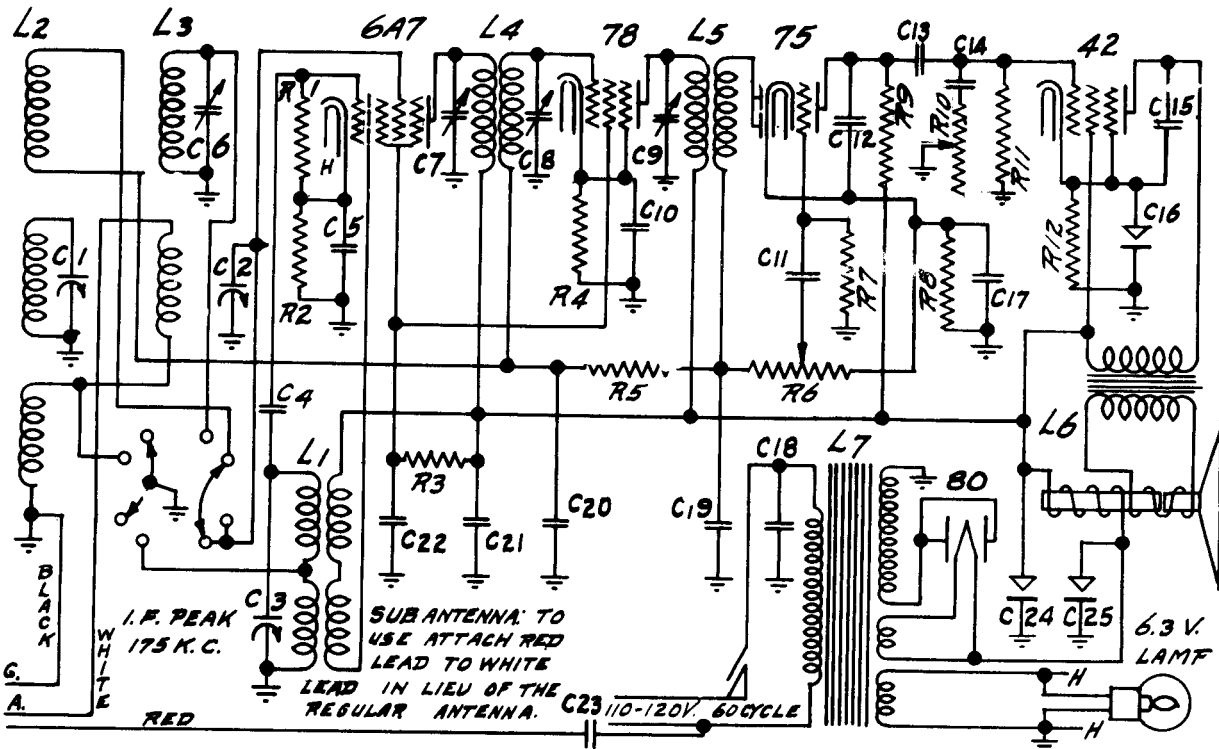 L2
L3
6A7
L4
78
L5
75
C13
C14
42
R1
C6
H
C7
C8
C9
C12
R9
R10
R11
C15
C1
C2
C5
C10
C11
C16
R2
R4
R7
R8
C17
R12
C4
R5
R6
L1
R3
C18
L7
80
L6
C22
C21
C20
C19
C24
C25
BLACK
WHITE
I.F. PEAK
175 K.C.
C3
SUB ANTENNA: TO
USE ATTACH RED
LEAD TO WHITE
LEAD IN LIEU OF THE
REGULAR ANTENNA.
6.3 V.
LAMP
G.
A.
RED
C23
110-120V. 60 CYCLE
H
H